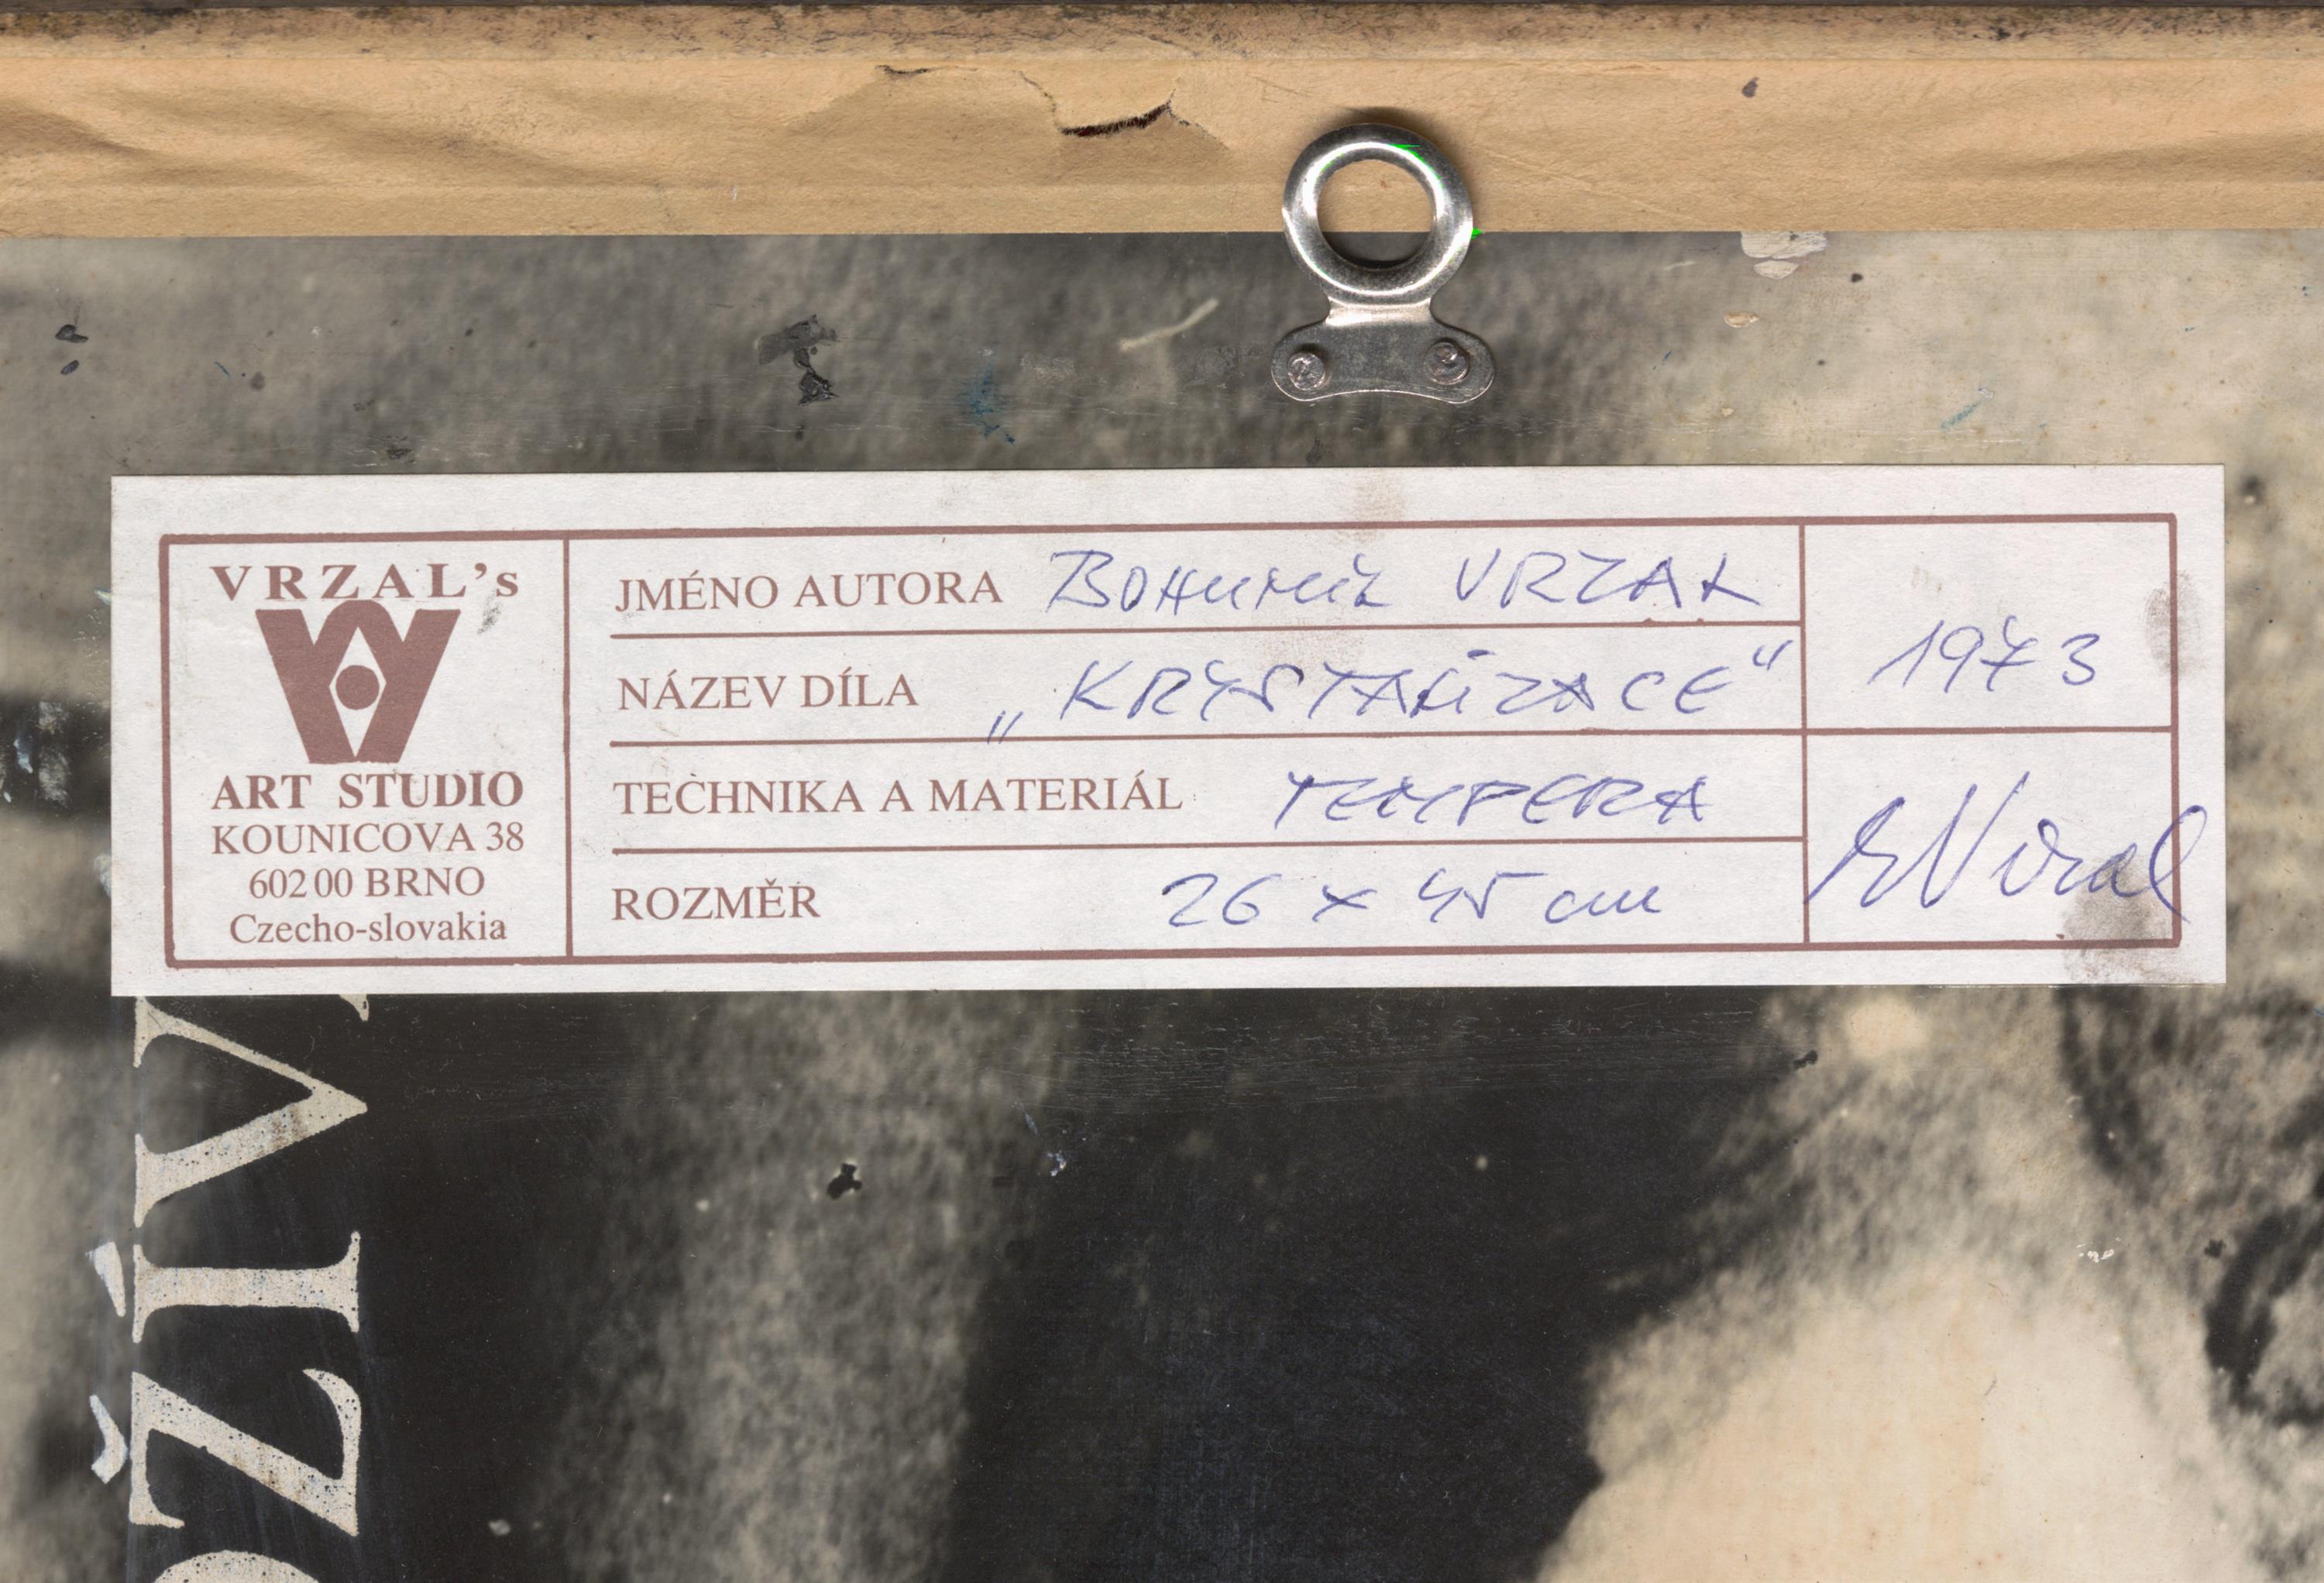 VRZAL's
ART STUDIO
KOUNICOVA 38
602 00 BRNO
Czecho-slovakia
JMÉNO AUTORA BOHUMIL VRZAL
NÁZEV DÍLA „KRYSTALIZACE“
TECHNIKA A MATERIÁL TEMPERA
ROZMĚR 26 x 45 cm
1973
BVrzal